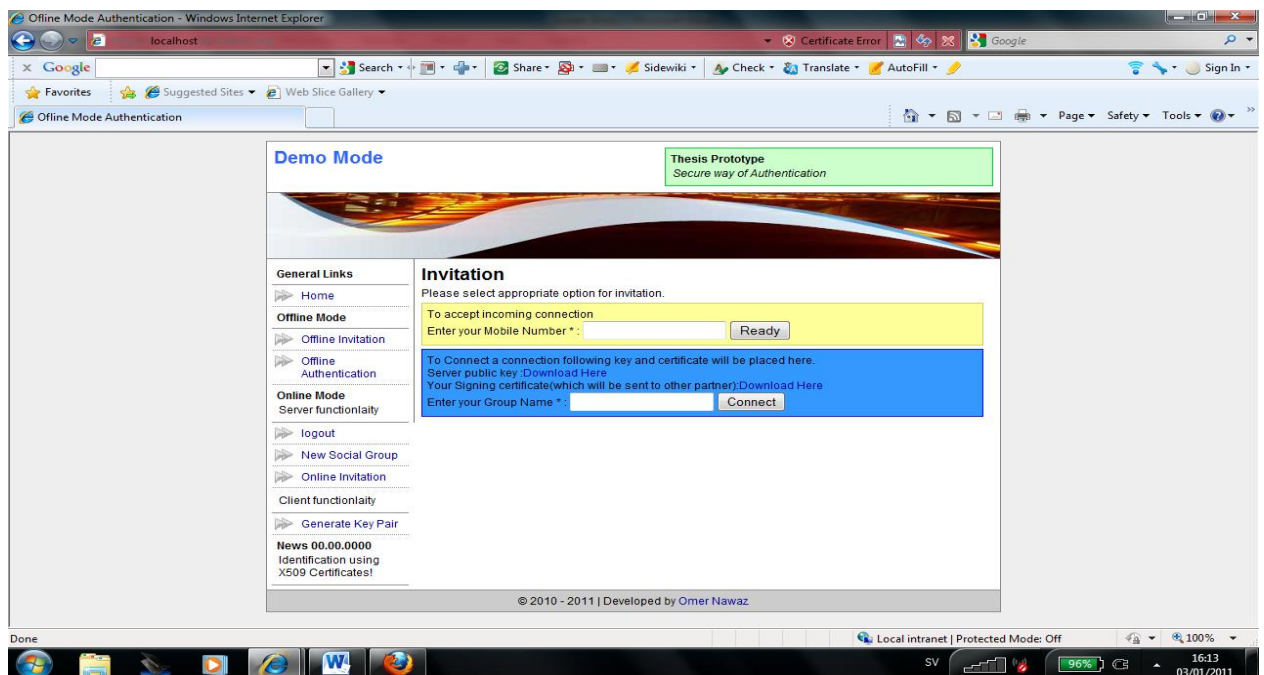 Ofline Mode Authentication - Windows Internet Explorer
localhost
Certificate Error
Google
x Google
Search
Share
Sidewiki
Check
Translate
AutoFill
Sign In
Favorites
Suggested Sites
Web Slice Gallery
Ofline Mode Authentication
Page
Safety
Tools
Demo Mode
Thesis Prototype
Secure way of Authentication
General Links
Home
Offline Mode
Offline Invitation
Offline
Authentication
Online Mode
Server functionlaity
logout
New Social Group
Online Invitation
Client functionlaity
Generate Key Pair
News 00.00.0000
Identification using
X509 Certificates!
Invitation
Please select appropriate option for invitation.
To accept incoming connection
Enter your Mobile Number * : Ready
To Connect a connection following key and certificate will be placed here.
Server public key :Download Here
Your Signing certificate(which will be sent to other partner):Download Here
Enter your Group Name * : Connect
© 2010 - 2011 | Developed by Omer Nawaz
Done
Local intranet | Protected Mode: Off
100%
SV
96%
16:13
03/01/2011